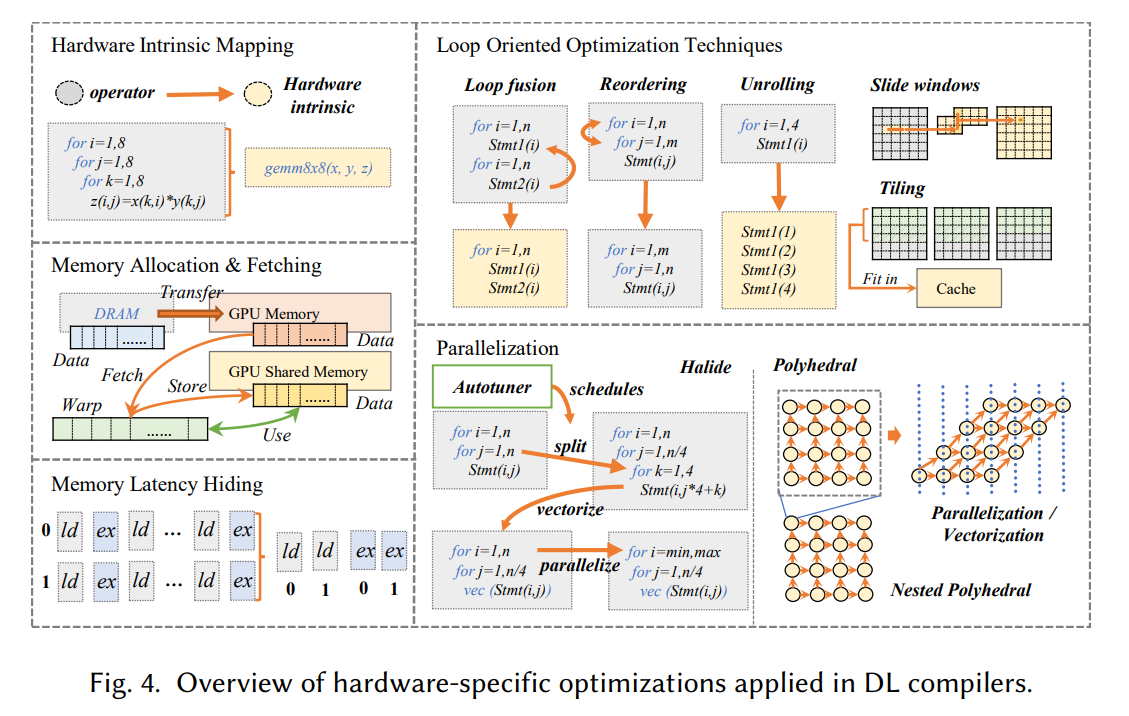 Hardware Intrinsic Mapping
operator
Hardware
intrinsic
for i=1,8
for j=1,8
for k=1,8
z(i,j)=x(k,i)*y(k,j)
gemm8x8(x, y, z)
Memory Allocation & Fetching
Transfer
DRAM
GPU Memory
......
......
Data
Data
Fetch
GPU Shared Memory
Store
......
Data
Warp
......
Use
Memory Latency Hiding
0 ld ex ld ... ld ex
1 ld ex ld ... ld ex
ld ld ex ex
0 1 0 1
Loop Oriented Optimization Techniques
Loop fusion
for i=1,n
Stmt1(i)
for i=1,n
Stmt2(i)
for i=1,n
Stmt1(i)
Stmt2(i)
Reordering
for i=1,n
for j=1,m
Stmt(i,j)
for i=1,m
for j=1,n
Stmt(i,j)
Unrolling
for i=1,4
Stmt1(i)
Stmt1(1)
Stmt1(2)
Stmt1(3)
Stmt1(4)
Slide windows
Tiling
Fit in
Cache
Parallelization
Halide
Autotuner
schedules
for i=1,n
for j=1,n
Stmt(i,j)
split
for i=1,n
for j=1,n/4
for k=1,4
Stmt(i,j*4+k)
vectorize
for i=1,n
for j=1,n/4
vec (Stmt(i,j))
parallelize
for i=min,max
for j=1,n/4
vec (Stmt(i,j))
Polyhedral
Parallelization /
Vectorization
Nested Polyhedral
Fig. 4. Overview of hardware-specific optimizations applied in DL compilers.